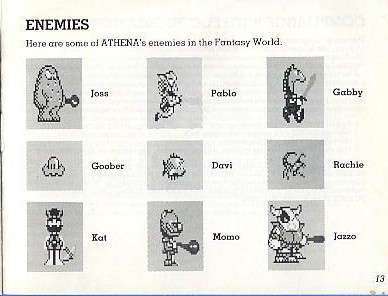 ENEMIES
Here are some of ATHENA's enemies in the Fantasy World.
Joss Pablo Gabby
Goober Davi Rachie
Kat Momo Jazzo
13